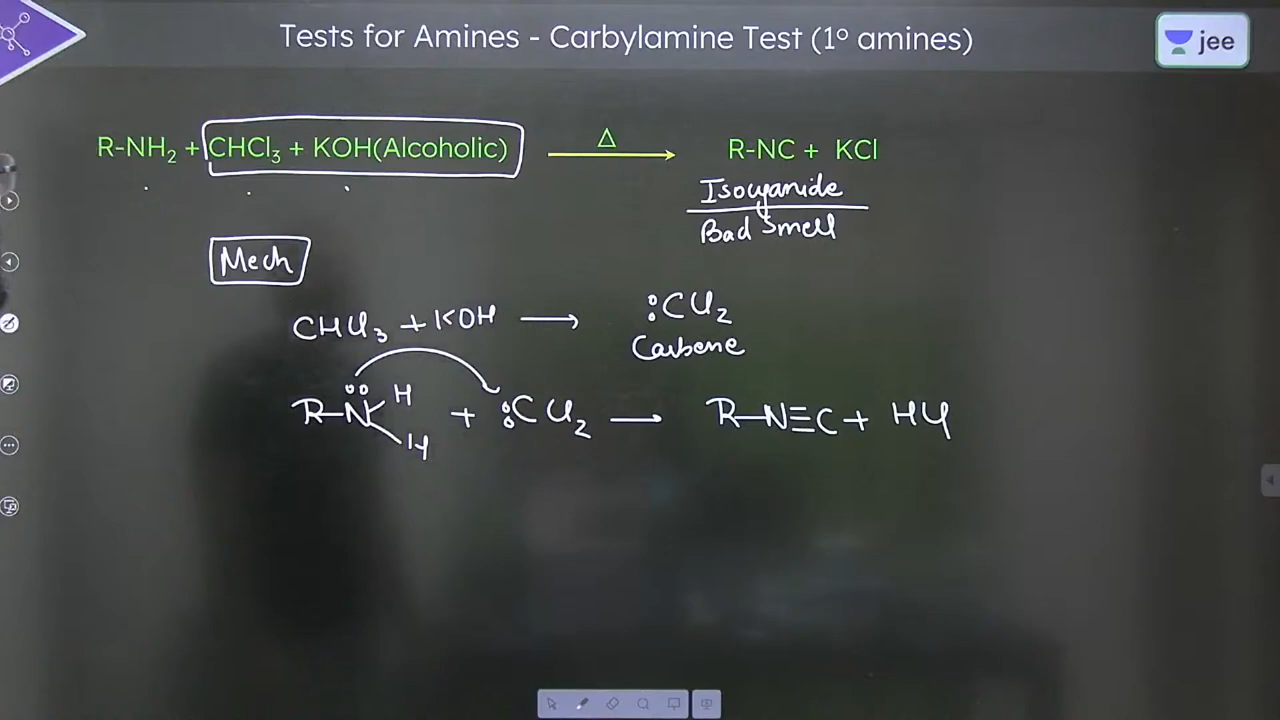 Tests for Amines - Carbylamine Test (1° amines)
jee
R-NH₂ + CHCl₃ + KOH(Alcoholic) →Δ R-NC + KCl
Isocyanide
Bad Smell
Mech
CHCl₃ + KOH ⟶ :CCl₂
Carbene
R–N̈ H H + :CCl₂ ⟶ R–N≡C + HCl